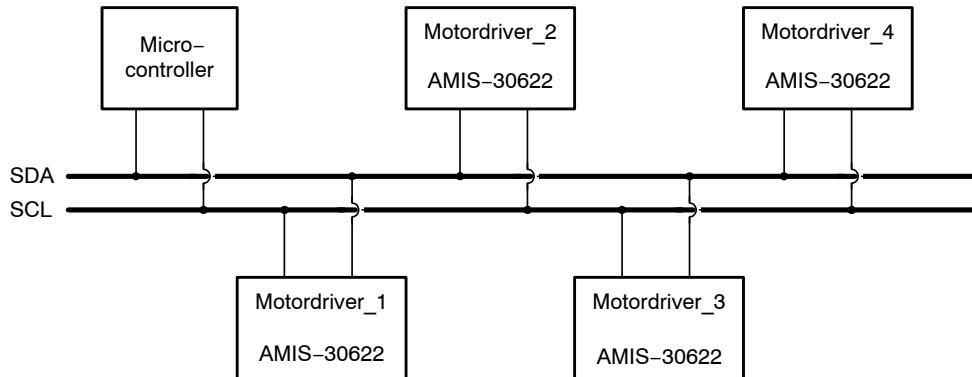 Micro−
controller
Motordriver_2
AMIS−30622
Motordriver_4
AMIS−30622
SDA
SCL
Motordriver_1
AMIS−30622
Motordriver_3
AMIS−30622